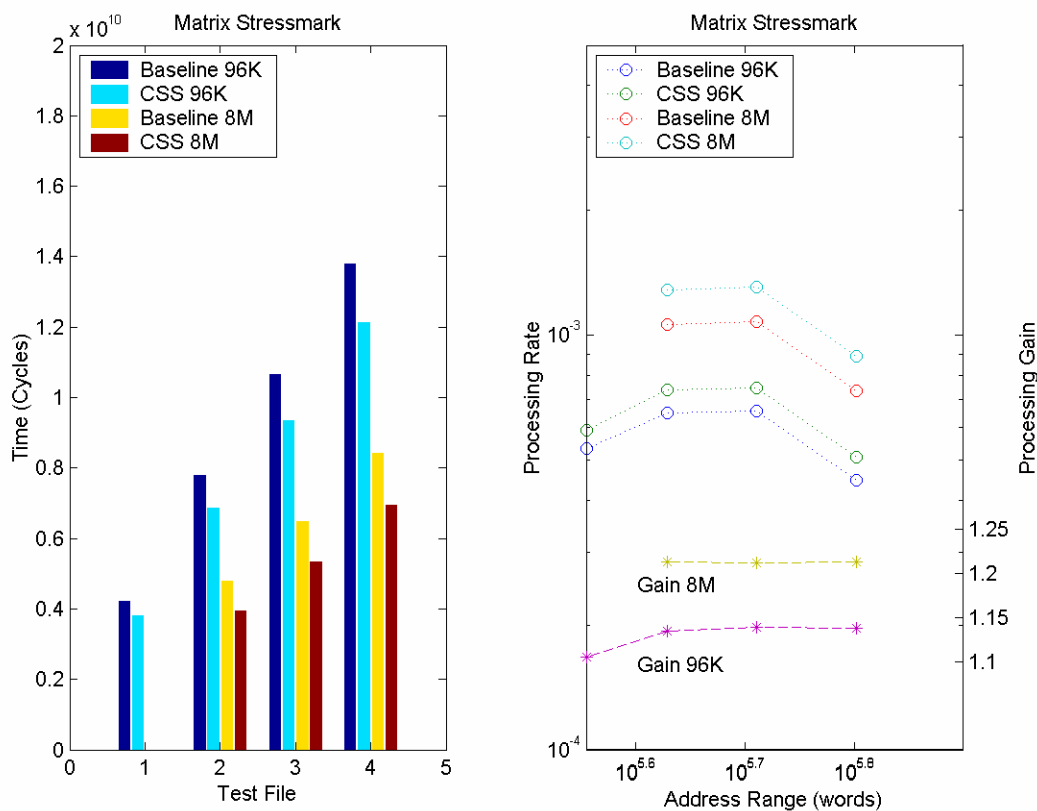 Matrix Stressmark
x 10^10
2
1.8
1.6
1.4
1.2
1
0.8
0.6
0.4
0.2
0
Time (Cycles)
Baseline 96K
CSS 96K
Baseline 8M
CSS 8M
0 1 2 3 4 5
Test File
Matrix Stressmark
Baseline 96K
CSS 96K
Baseline 8M
CSS 8M
10^-3
10^-4
Processing Rate
Gain 8M
Gain 96K
1.25
1.2
1.15
1.1
Processing Gain
10^5.6 10^5.7 10^5.8
Address Range (words)